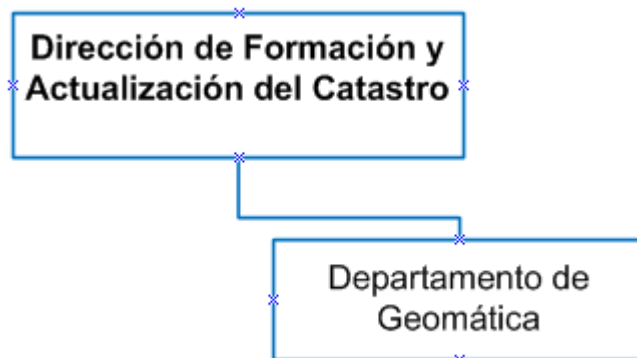 Dirección de Formación y
Actualización del Catastro
Departamento de
Geomática